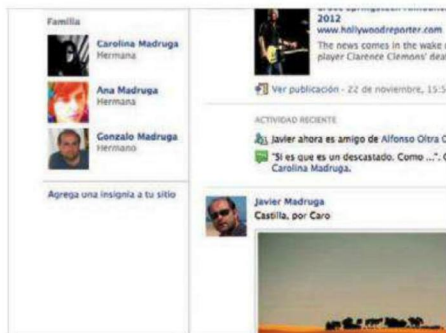 Familia
Carolina Madruga
Hermana
Ana Madruga
Hermana
Gonzalo Madruga
Hermano
Agrega una insignia a tu sitio
2012
www.hollywoodreporter.com
The news comes in the wake
player Clarence Clemons'
Ver publicación · 22 de noviembre, 15:5
ACTIVIDAD RECIENTE
Javier ahora es amigo de Alfonso Oltra
"Si es que es un descastado. Como ...".
Carolina Madruga.
Javier Madruga
Castilla, por Caro